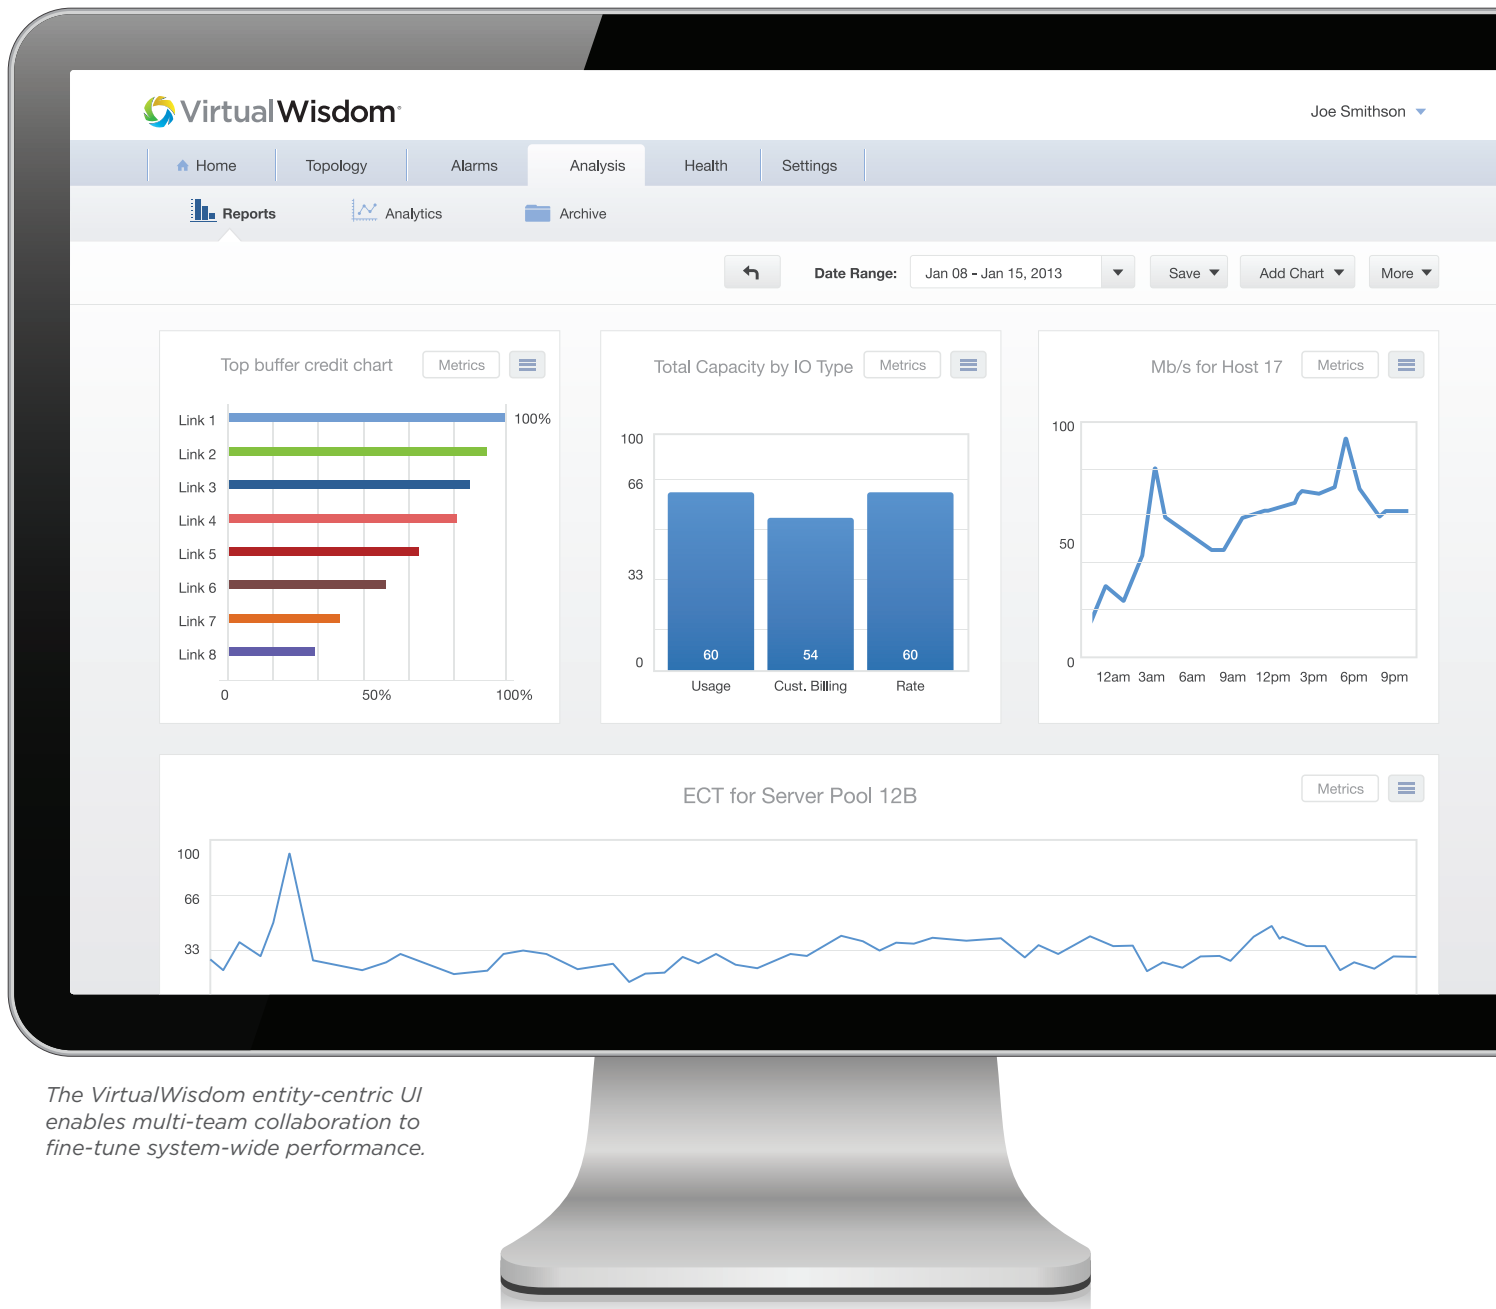 VirtualWisdom
Joe Smithson
Home Topology Alarms Analysis Health Settings
Reports Analytics Archive
Date Range: Jan 08 - Jan 15, 2013 Save Add Chart More
Top buffer credit chart Metrics
Link 1 100%
Link 2
Link 3
Link 4
Link 5
Link 6
Link 7
Link 8
0 50% 100%
Total Capacity by IO Type Metrics
100
66
33
0
60 54 60
Usage Cust. Billing Rate
Mb/s for Host 17 Metrics
100
50
0
12am 3am 6am 9am 12pm 3pm 6pm 9pm
ECT for Server Pool 12B Metrics
100
66
33
The VirtualWisdom entity-centric UI
enables multi-team collaboration to
fine-tune system-wide performance.